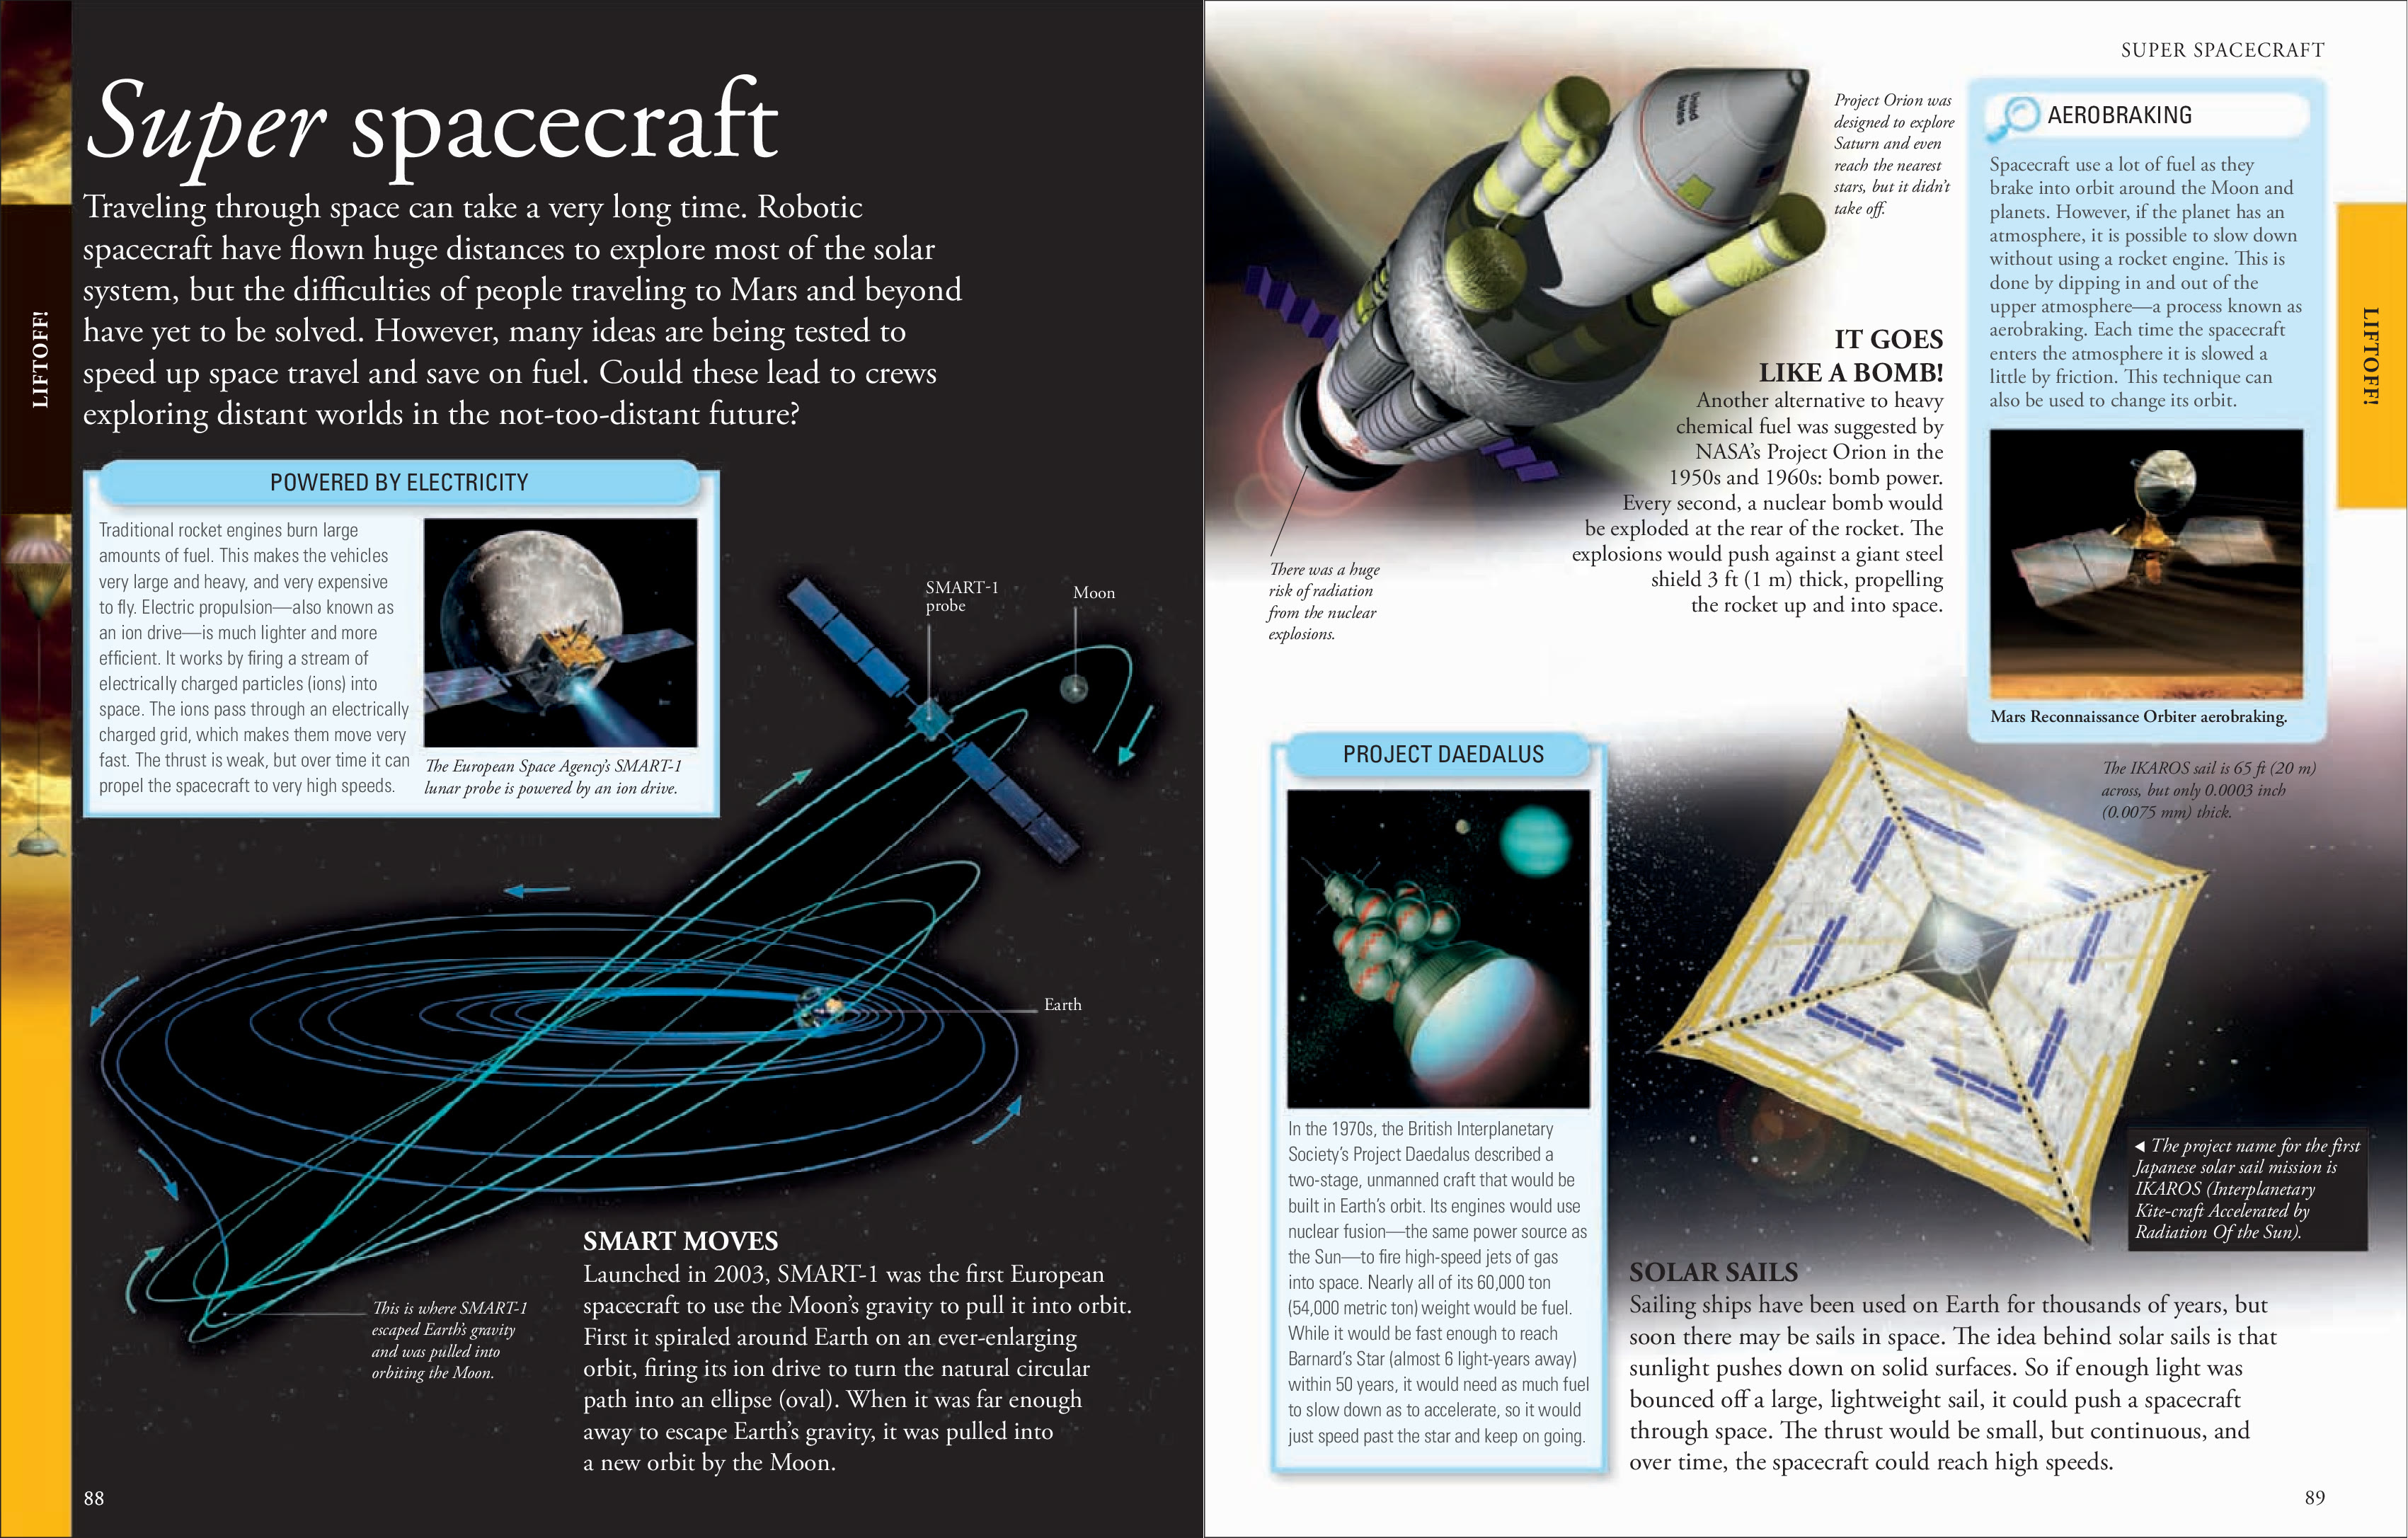 LIFTOFF!
Super spacecraft
Traveling through space can take a very long time. Robotic
spacecraft have flown huge distances to explore most of the solar
system, but the difficulties of people traveling to Mars and beyond
have yet to be solved. However, many ideas are being tested to
speed up space travel and save on fuel. Could these lead to crews
exploring distant worlds in the not-too-distant future?
POWERED BY ELECTRICITY
Traditional rocket engines burn large
amounts of fuel. This makes the vehicles
very large and heavy, and very expensive
to fly. Electric propulsion—also known as
an ion drive—is much lighter and more
efficient. It works by firing a stream of
electrically charged particles (ions) into
space. The ions pass through an electrically
charged grid, which makes them move very
fast. The thrust is weak, but over time it can
propel the spacecraft to very high speeds.
The European Space Agency's SMART-1
lunar probe is powered by an ion drive.
SMART-1
probe
Moon
Earth
This is where SMART-1
escaped Earth's gravity
and was pulled into
orbiting the Moon.
SMART MOVES
Launched in 2003, SMART-1 was the first European
spacecraft to use the Moon's gravity to pull it into orbit.
First it spiraled around Earth on an ever-enlarging
orbit, firing its ion drive to turn the natural circular
path into an ellipse (oval). When it was far enough
away to escape Earth's gravity, it was pulled into
a new orbit by the Moon.
88
SUPER SPACECRAFT
United
States
Project Orion was
designed to explore
Saturn and even
reach the nearest
stars, but it didn't
take off.
IT GOES
LIKE A BOMB!
Another alternative to heavy
chemical fuel was suggested by
NASA's Project Orion in the
1950s and 1960s: bomb power.
Every second, a nuclear bomb would
be exploded at the rear of the rocket. The
explosions would push against a giant steel
shield 3 ft (1 m) thick, propelling
the rocket up and into space.
There was a huge
risk of radiation
from the nuclear
explosions.
AEROBRAKING
Spacecraft use a lot of fuel as they
brake into orbit around the Moon and
planets. However, if the planet has an
atmosphere, it is possible to slow down
without using a rocket engine. This is
done by dipping in and out of the
upper atmosphere—a process known as
aerobraking. Each time the spacecraft
enters the atmosphere it is slowed a
little by friction. This technique can
also be used to change its orbit.
Mars Reconnaissance Orbiter aerobraking.
LIFTOFF!
PROJECT DAEDALUS
In the 1970s, the British Interplanetary
Society's Project Daedalus described a
two-stage, unmanned craft that would be
built in Earth's orbit. Its engines would use
nuclear fusion—the same power source as
the Sun—to fire high-speed jets of gas
into space. Nearly all of its 60,000 ton
(54,000 metric ton) weight would be fuel.
While it would be fast enough to reach
Barnard's Star (almost 6 light-years away)
within 50 years, it would need as much fuel
to slow down as to accelerate, so it would
just speed past the star and keep on going.
The IKAROS sail is 65 ft (20 m)
across, but only 0.0003 inch
(0.0075 mm) thick.
◀ The project name for the first
Japanese solar sail mission is
IKAROS (Interplanetary
Kite-craft Accelerated by
Radiation Of the Sun).
SOLAR SAILS
Sailing ships have been used on Earth for thousands of years, but
soon there may be sails in space. The idea behind solar sails is that
sunlight pushes down on solid surfaces. So if enough light was
bounced off a large, lightweight sail, it could push a spacecraft
through space. The thrust would be small, but continuous, and
over time, the spacecraft could reach high speeds.
89